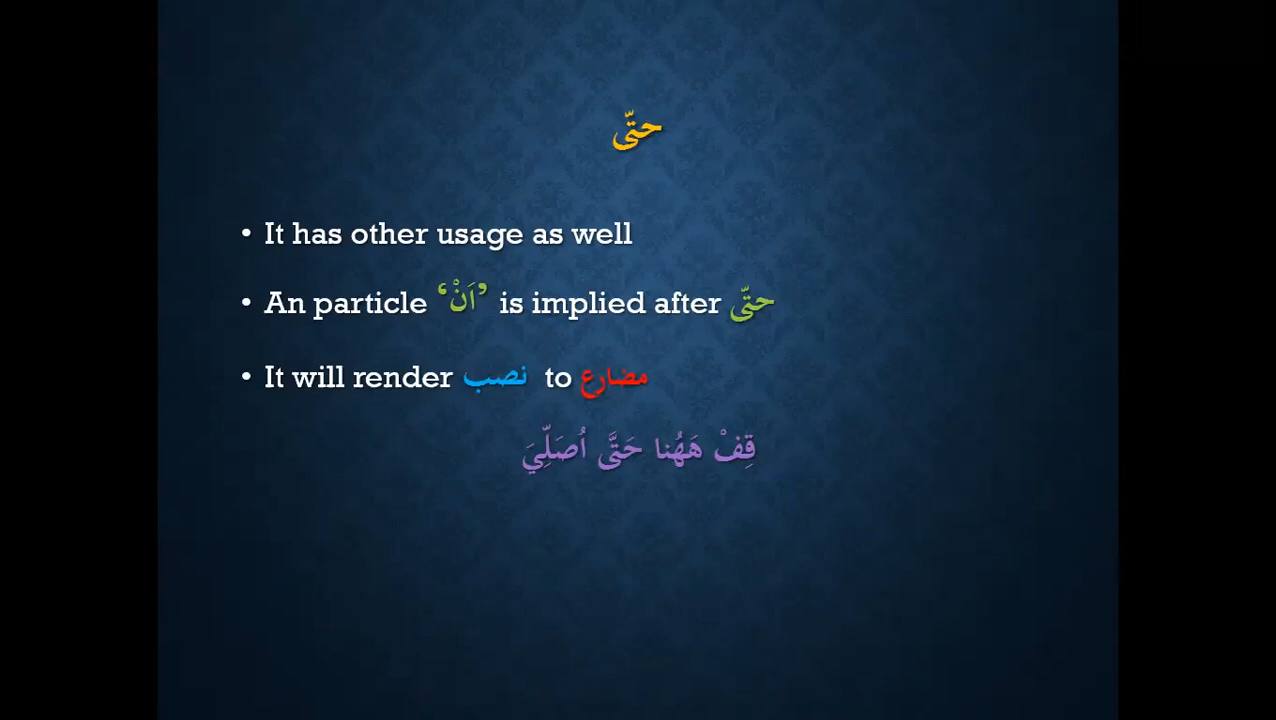 حتّی
• It has other usage as well
• An particle ‘اَنْ’ is implied after حتّی
• It will render نصب to مضارع
قِفْ هَهُنا حَتَّی اُصَلِّيَ